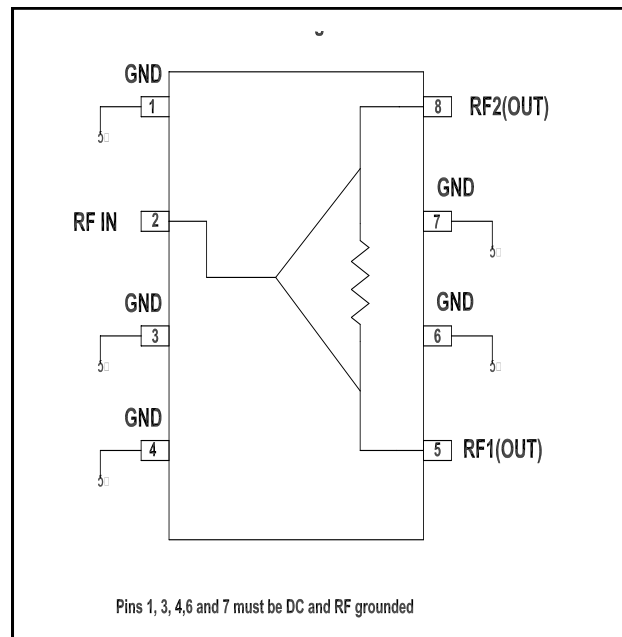 GND
1
8
RF2(OUT)
GND
RF IN
2
7
GND
GND
3
6
GND
4
5
RF1(OUT)
Pins 1, 3, 4,6 and 7 must be DC and RF grounded